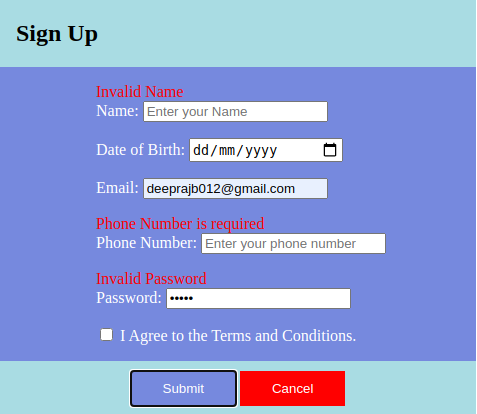 Sign Up
Invalid Name
Name: Enter your Name
Date of Birth: dd/mm/yyyy
Email: deeprajb012@gmail.com
Phone Number is required
Phone Number: Enter your phone number
Invalid Password
Password: •••••
I Agree to the Terms and Conditions.
Submit Cancel